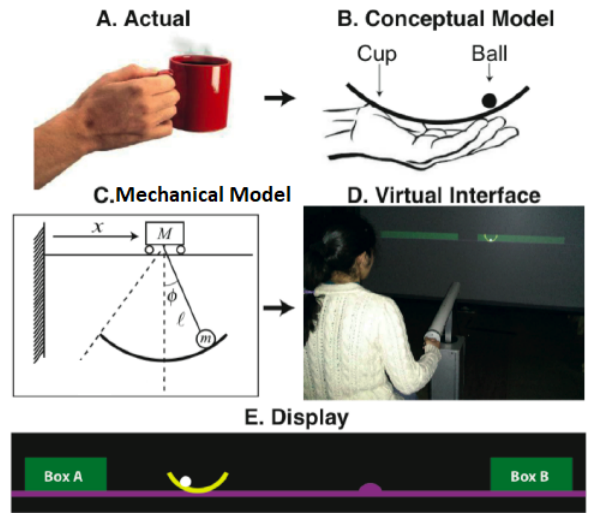 A. Actual
B. Conceptual Model
Cup
Ball
C.Mechanical Model
D. Virtual Interface
x
M
ϕ
ℓ
m
E. Display
Box A
Box B